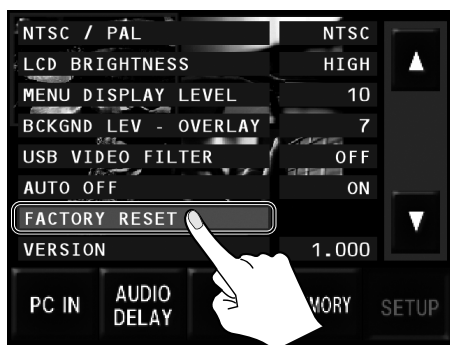 NTSC / PAL NTSC
LCD BRIGHTNESS HIGH
MENU DISPLAY LEVEL 10
BCKGND LEV - OVERLAY 7
USB VIDEO FILTER OFF
AUTO OFF ON
FACTORY RESET
VERSION 1.000
PC IN AUDIO DELAY SETUP